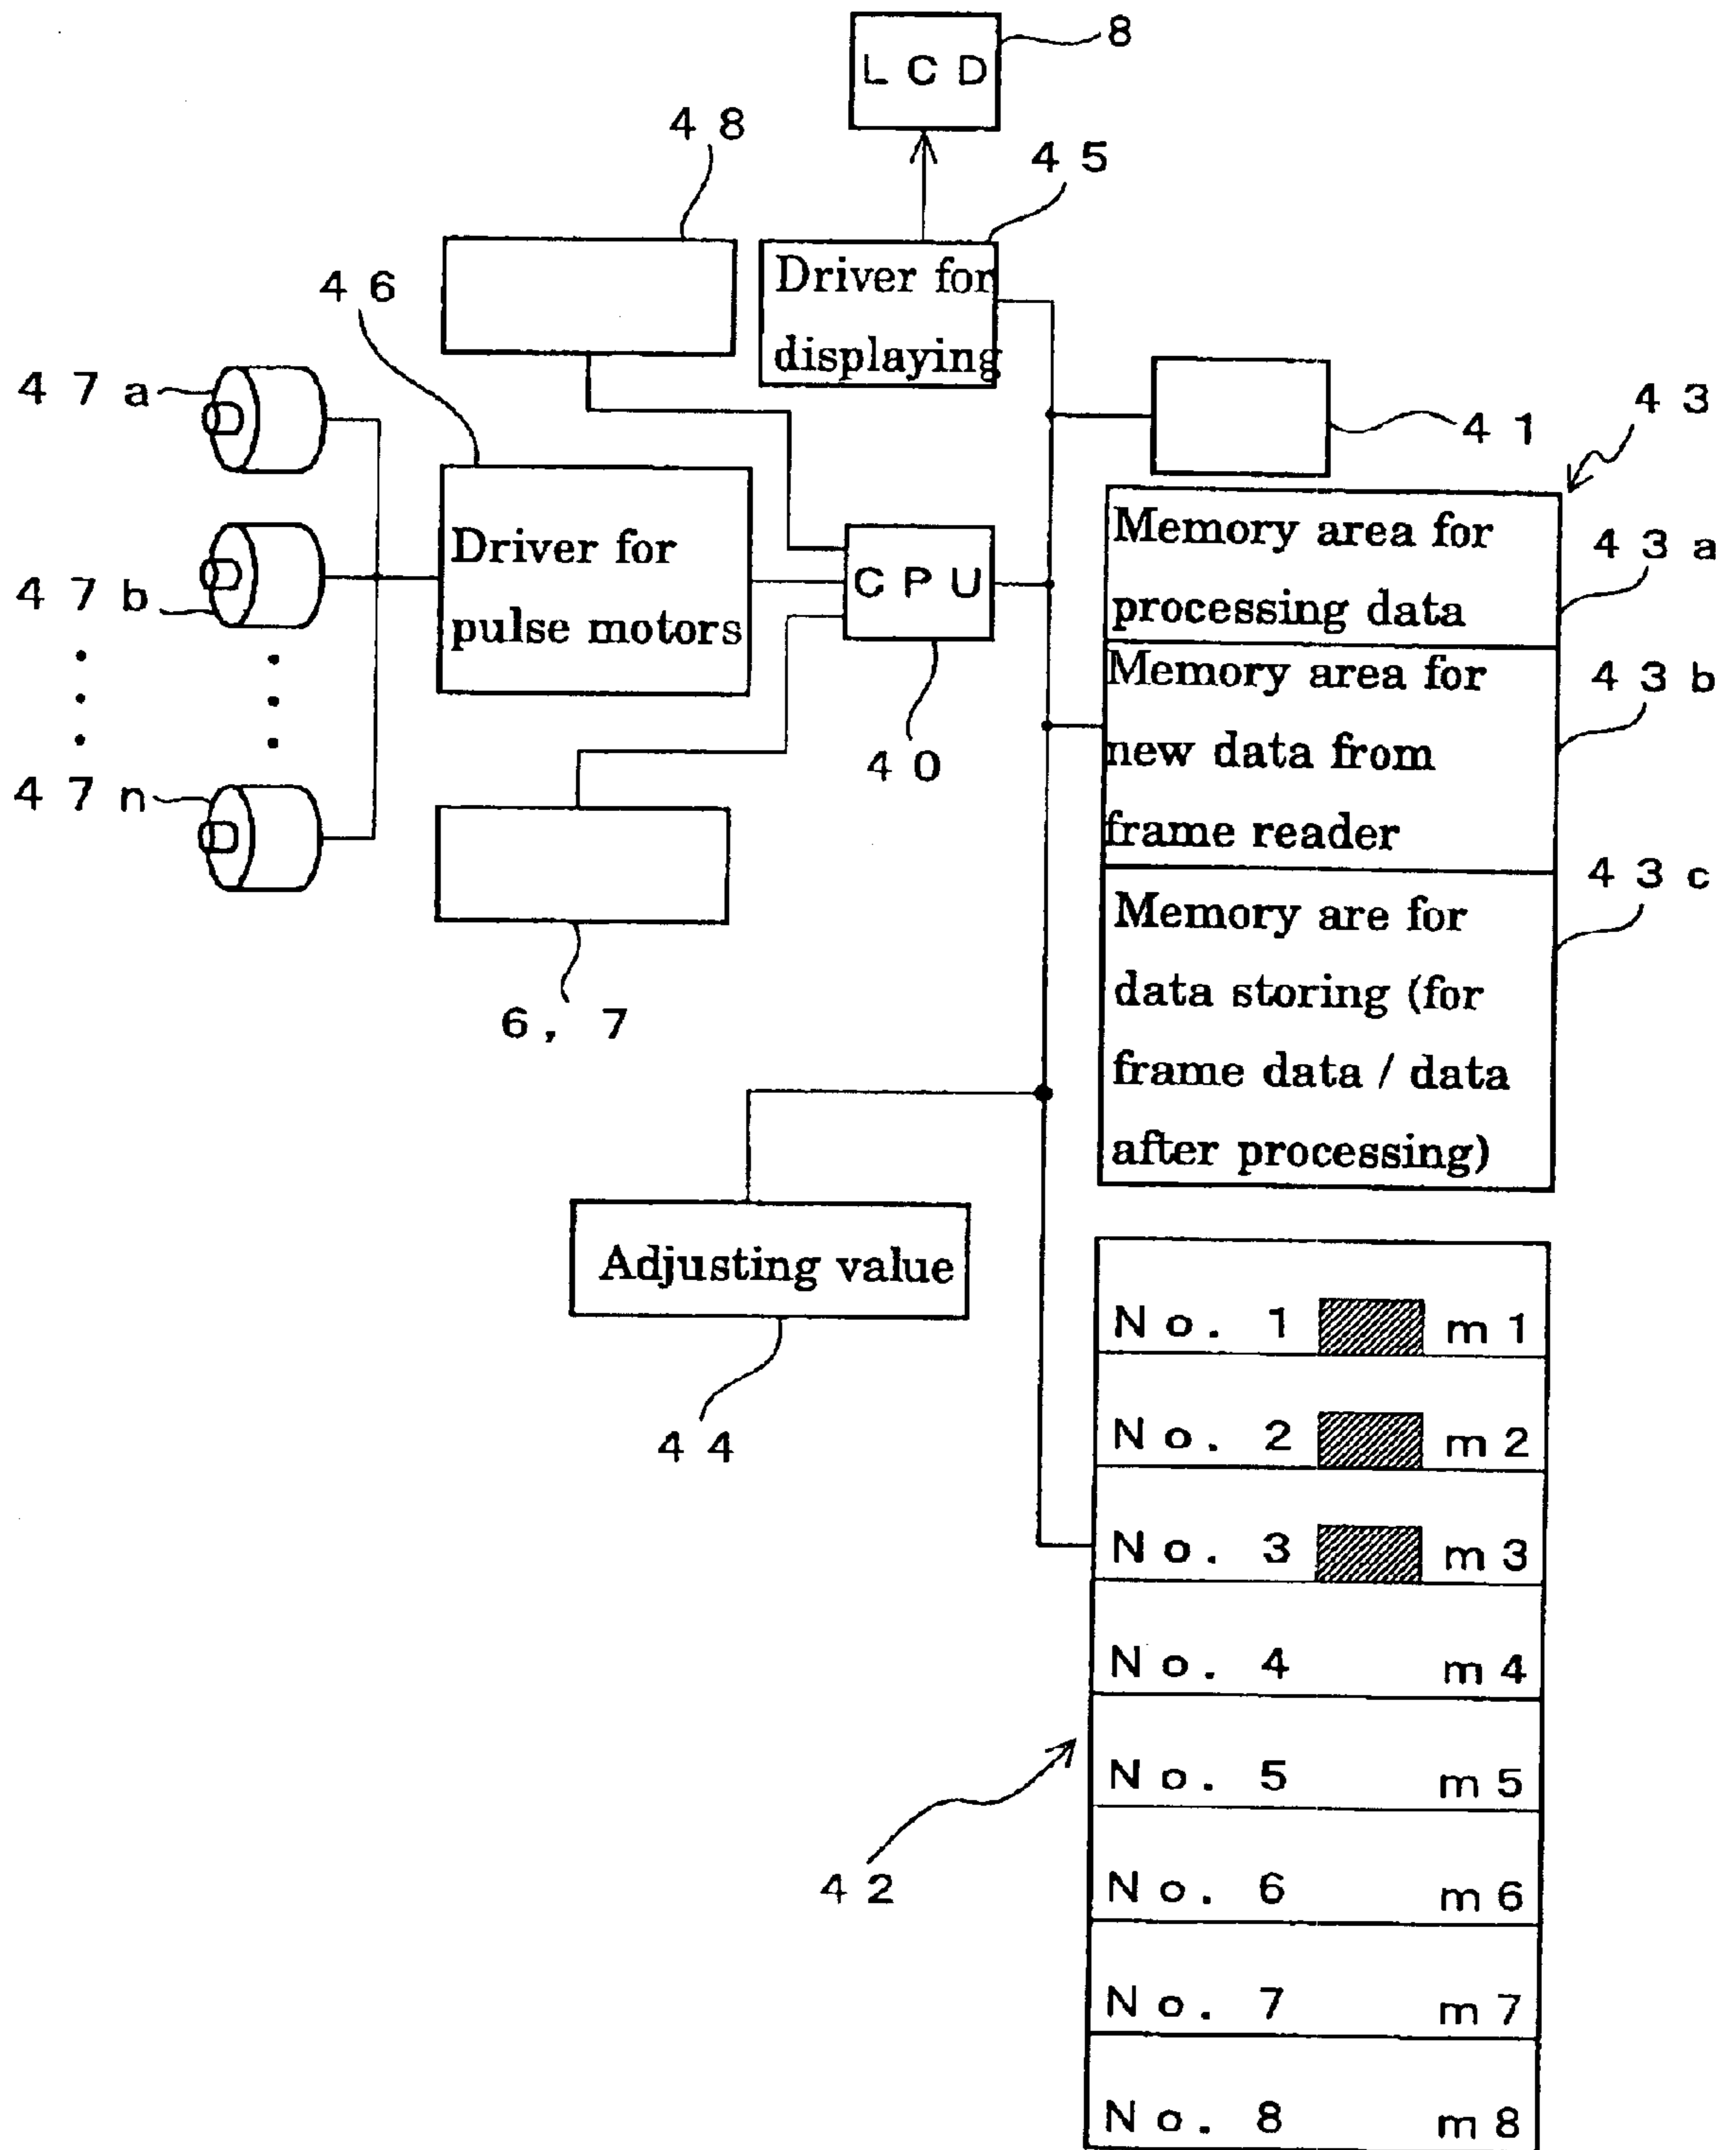 8
LCD
48
45
Driver for
displaying
46
47a
41
43
Driver for
pulse motors
CPU
Memory area for
processing data
43a
47b
Memory area for
new data from
frame reader
43b
40
47n
43c
Memory are for
data storing (for
frame data / data
after processing)
6, 7
Adjusting value
44
No. 1 m1
No. 2 m2
No. 3 m3
No. 4 m4
No. 5 m5
No. 6 m6
No. 7 m7
No. 8 m8
42